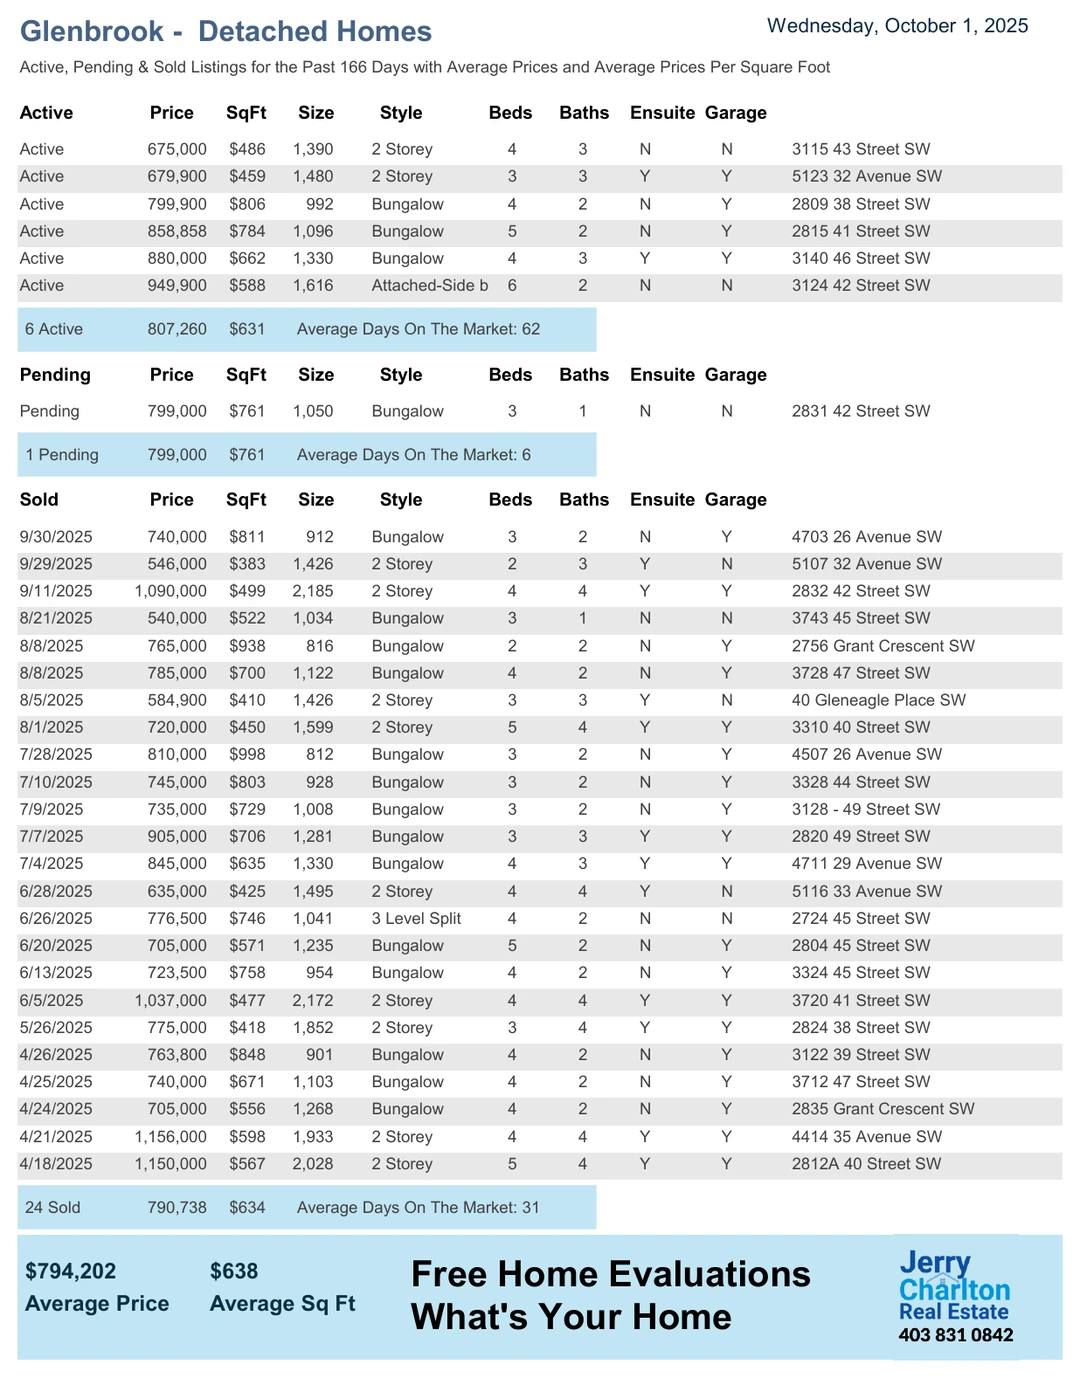 Glenbrook - Detached Homes
Wednesday, October 1, 2025
Active, Pending & Sold Listings for the Past 166 Days with Average Prices and Average Prices Per Square Foot
Active Price SqFt Size Style Beds Baths Ensuite Garage
Active 675,000 $486 1,390 2 Storey 4 3 N N 3115 43 Street SW
Active 679,900 $459 1,480 2 Storey 3 3 Y Y 5123 32 Avenue SW
Active 799,900 $806 992 Bungalow 4 2 N Y 2809 38 Street SW
Active 858,858 $784 1,096 Bungalow 5 2 N Y 2815 41 Street SW
Active 880,000 $662 1,330 Bungalow 4 3 Y Y 3140 46 Street SW
Active 949,900 $588 1,616 Attached-Side b 6 2 N N 3124 42 Street SW
6 Active 807,260 $631 Average Days On The Market: 62
Pending Price SqFt Size Style Beds Baths Ensuite Garage
Pending 799,000 $761 1,050 Bungalow 3 1 N N 2831 42 Street SW
1 Pending 799,000 $761 Average Days On The Market: 6
Sold Price SqFt Size Style Beds Baths Ensuite Garage
9/30/2025 740,000 $811 912 Bungalow 3 2 N Y 4703 26 Avenue SW
9/29/2025 546,000 $383 1,426 2 Storey 2 3 Y N 5107 32 Avenue SW
9/11/2025 1,090,000 $499 2,185 2 Storey 4 4 Y Y 2832 42 Street SW
8/21/2025 540,000 $522 1,034 Bungalow 3 1 N N 3743 45 Street SW
8/8/2025 765,000 $938 816 Bungalow 2 2 N Y 2756 Grant Crescent SW
8/8/2025 785,000 $700 1,122 Bungalow 4 2 N Y 3728 47 Street SW
8/5/2025 584,900 $410 1,426 2 Storey 3 3 Y N 40 Gleneagle Place SW
8/1/2025 720,000 $450 1,599 2 Storey 5 4 Y Y 3310 40 Street SW
7/28/2025 810,000 $998 812 Bungalow 3 2 N Y 4507 26 Avenue SW
7/10/2025 745,000 $803 928 Bungalow 3 2 N Y 3328 44 Street SW
7/9/2025 735,000 $729 1,008 Bungalow 3 2 N Y 3128 - 49 Street SW
7/7/2025 905,000 $706 1,281 Bungalow 3 3 Y Y 2820 49 Street SW
7/4/2025 845,000 $635 1,330 Bungalow 4 3 Y Y 4711 29 Avenue SW
6/28/2025 635,000 $425 1,495 2 Storey 4 4 Y N 5116 33 Avenue SW
6/26/2025 776,500 $746 1,041 3 Level Split 4 2 N N 2724 45 Street SW
6/20/2025 705,000 $571 1,235 Bungalow 5 2 N Y 2804 45 Street SW
6/13/2025 723,500 $758 954 Bungalow 4 2 N Y 3324 45 Street SW
6/5/2025 1,037,000 $477 2,172 2 Storey 4 4 Y Y 3720 41 Street SW
5/26/2025 775,000 $418 1,852 2 Storey 3 4 Y Y 2824 38 Street SW
4/26/2025 763,800 $848 901 Bungalow 4 2 N Y 3122 39 Street SW
4/25/2025 740,000 $671 1,103 Bungalow 4 2 N Y 3712 47 Street SW
4/24/2025 705,000 $556 1,268 Bungalow 4 2 N Y 2835 Grant Crescent SW
4/21/2025 1,156,000 $598 1,933 2 Storey 4 4 Y Y 4414 35 Avenue SW
4/18/2025 1,150,000 $567 2,028 2 Storey 5 4 Y Y 2812A 40 Street SW
24 Sold 790,738 $634 Average Days On The Market: 31
$794,202 $638
Average Price Average Sq Ft
Free Home Evaluations
What's Your Home
Jerry
Charlton
Real Estate
403 831 0842